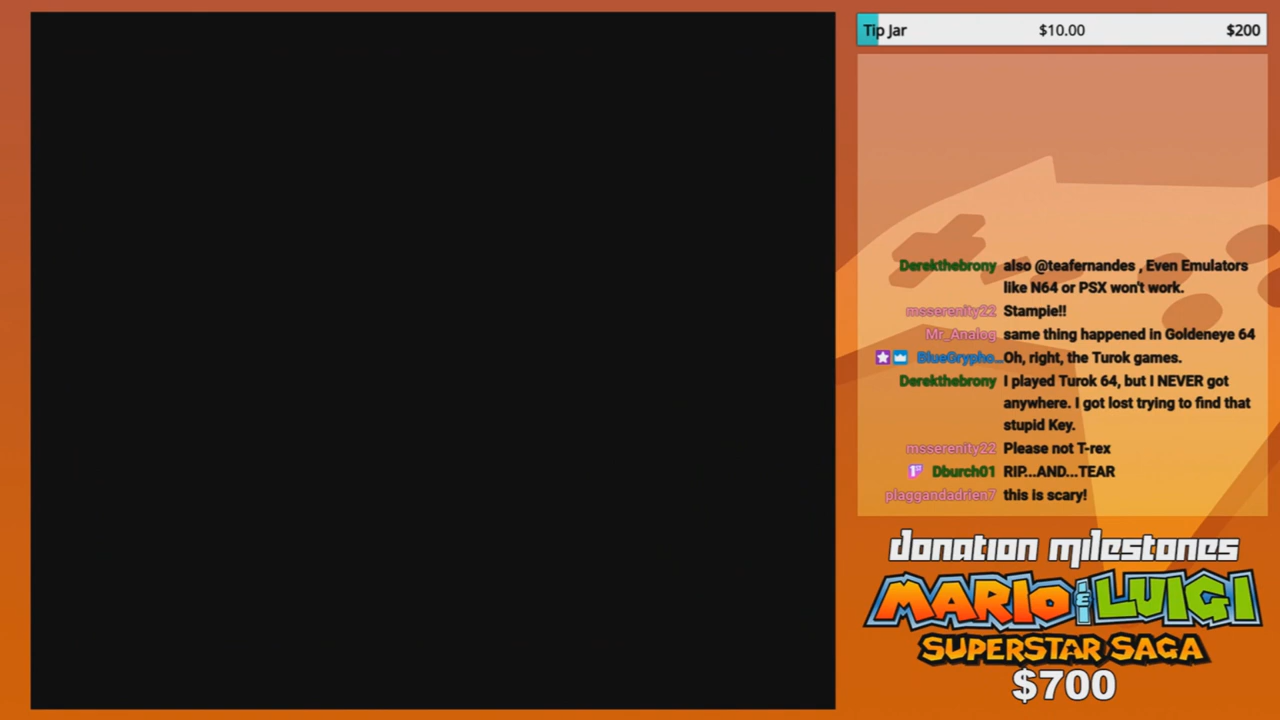 Tip Jar $10.00 $200
Derekthebrony also @teafernandes , Even Emulators
like N64 or PSX won't work.
msserenity22 Stampie!!
Mr_Analog same thing happened in Goldeneye 64
BlueGrypho... Oh, right, the Turok games.
Derekthebrony I played Turok 64, but I NEVER got
anywhere. I got lost trying to find that
stupid Key.
msserenity22 Please not T-rex
Dburch01 RIP...AND...TEAR
plaggandadrien7 this is scary!
DONATION MILESTONES
MARIO & LUIGI
SUPERSTAR SAGA
$700